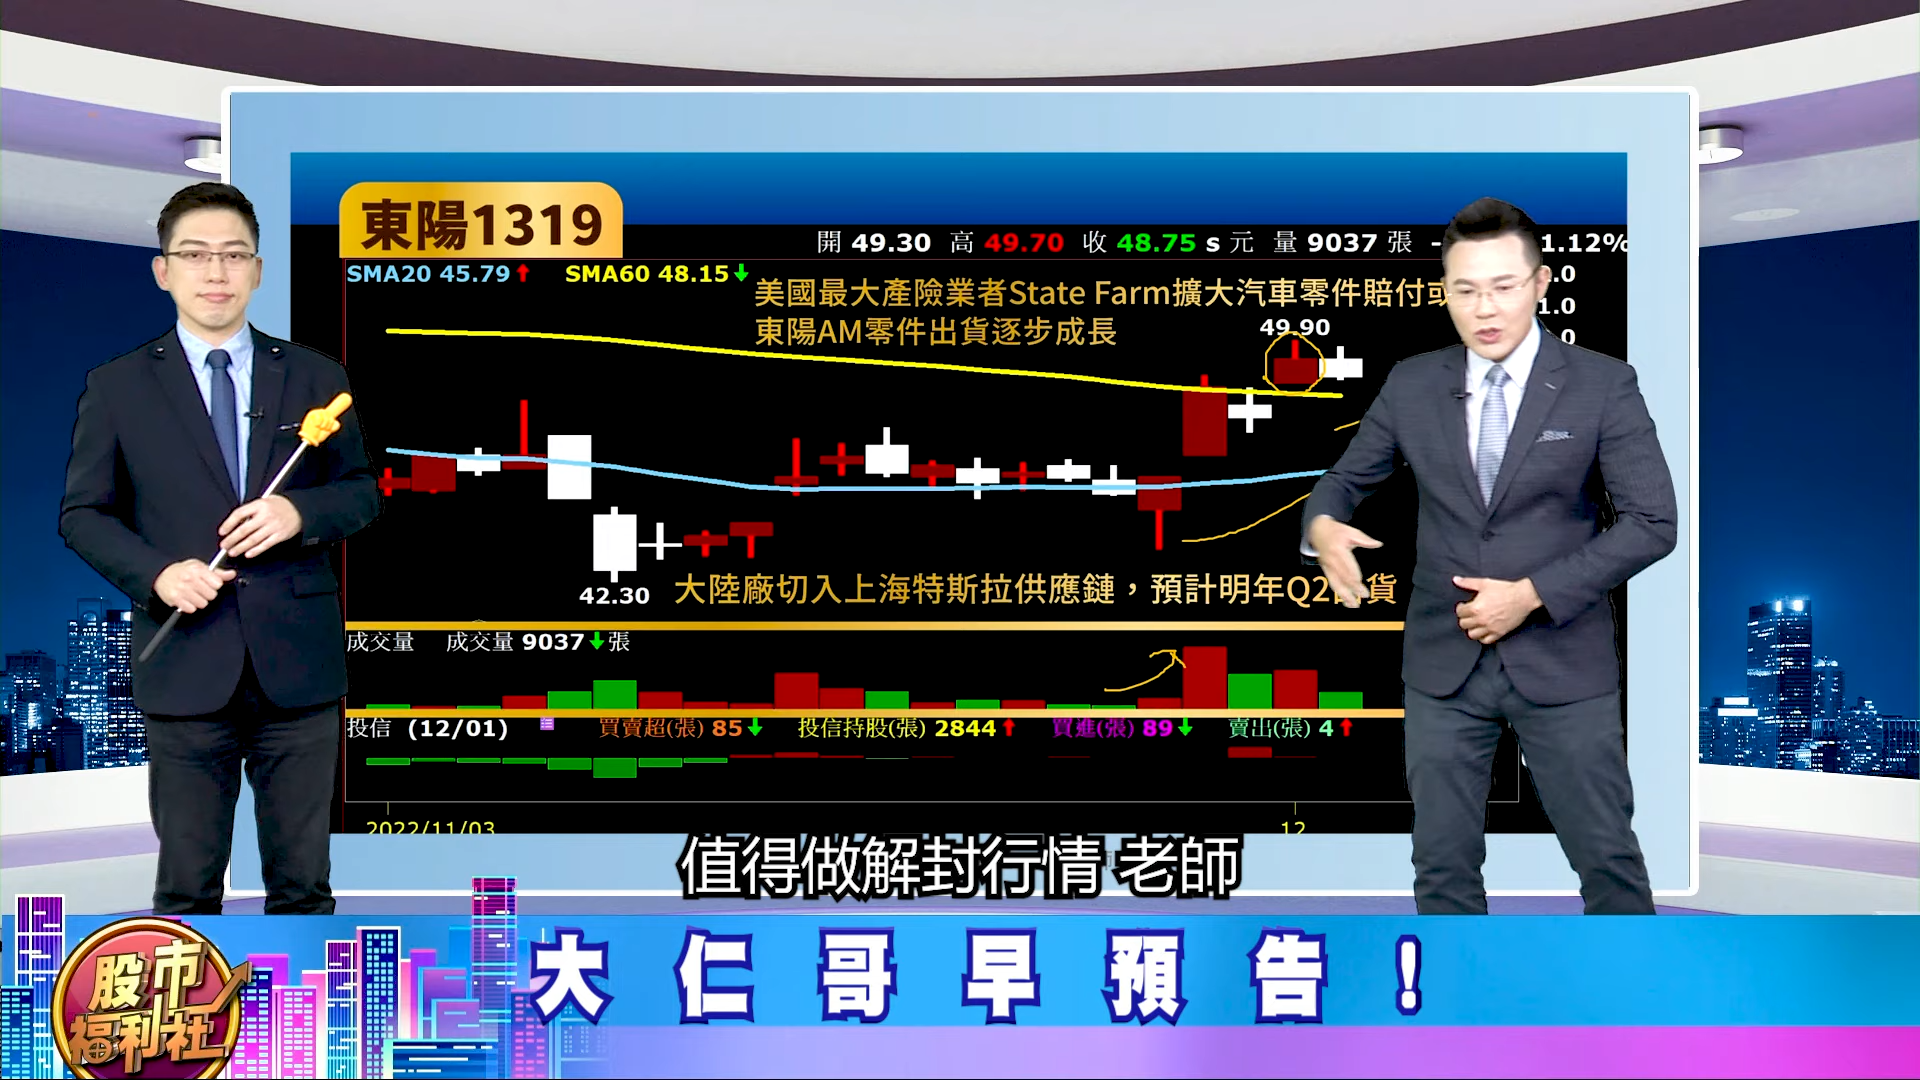 東陽1319
開 49.30 高 49.70 收 48.75 s 元 量 9037 張 - 1.12%
SMA20 45.79↑ SMA60 48.15↓
美國最大產險業者State Farm擴大汽車零件賠付
東陽AM零件出貨逐步成長
49.90
42.30
大陸廠切入上海特斯拉供應鏈，預計明年Q2 貨
成交量 成交量 9037↓張
投信 (12/01) 買賣超(張) 85↓ 投信持股(張) 2844↑ 買進(張) 89↓ 賣出(張) 4↑
2022/11/03 12
值得做解封行情 老師
大仁哥早預告！
股市
福利社